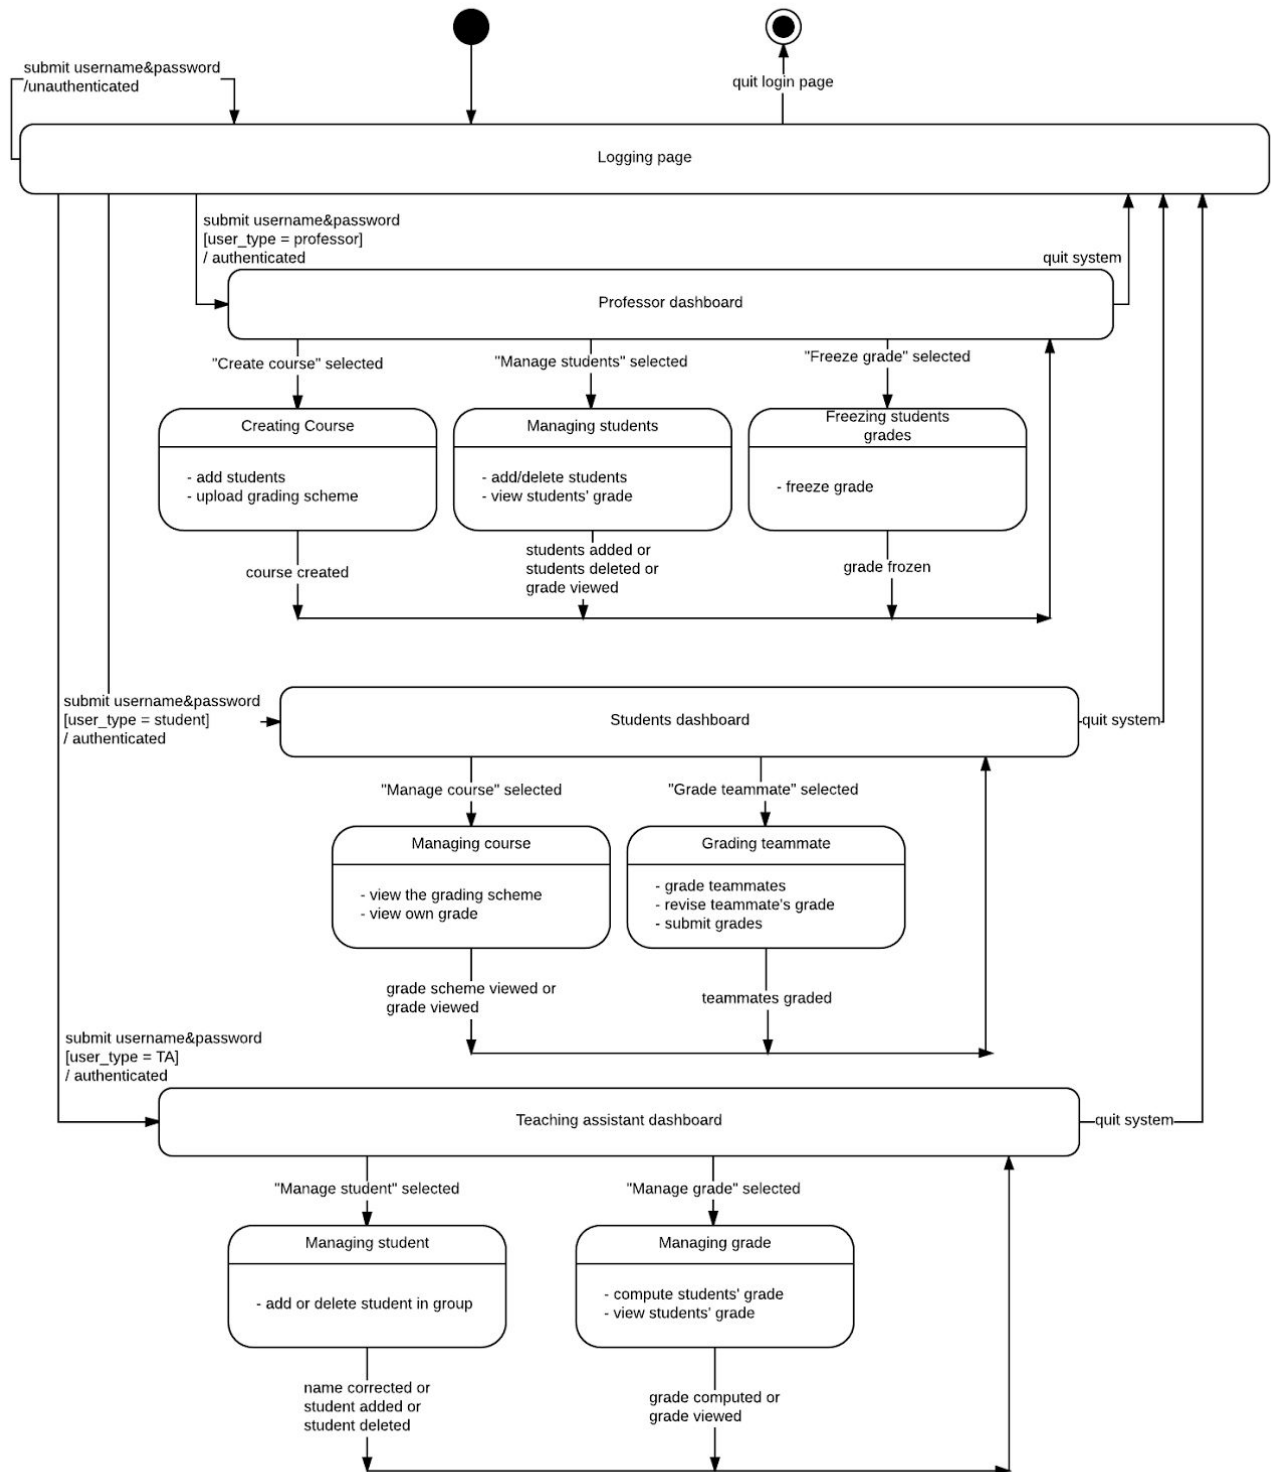 submit username&password
/unauthenticated
quit login page
Logging page
submit username&password
[user_type = professor]
/ authenticated
quit system
Professor dashboard
"Create course" selected
"Manage students" selected
"Freeze grade" selected
Creating Course
- add students
- upload grading scheme
Managing students
- add/delete students
- view students' grade
Freezing students
grades
- freeze grade
course created
students added or
students deleted or
grade viewed
grade frozen
submit username&password
[user_type = student]
/ authenticated
Students dashboard
quit system
"Manage course" selected
"Grade teammate" selected
Managing course
- view the grading scheme
- view own grade
Grading teammate
- grade teammates
- revise teammate's grade
- submit grades
grade scheme viewed or
grade viewed
teammates graded
submit username&password
[user_type = TA]
/ authenticated
Teaching assistant dashboard
quit system
"Manage student" selected
"Manage grade" selected
Managing student
- add or delete student in group
Managing grade
- compute students' grade
- view students' grade
name corrected or
student added or
student deleted
grade computed or
grade viewed